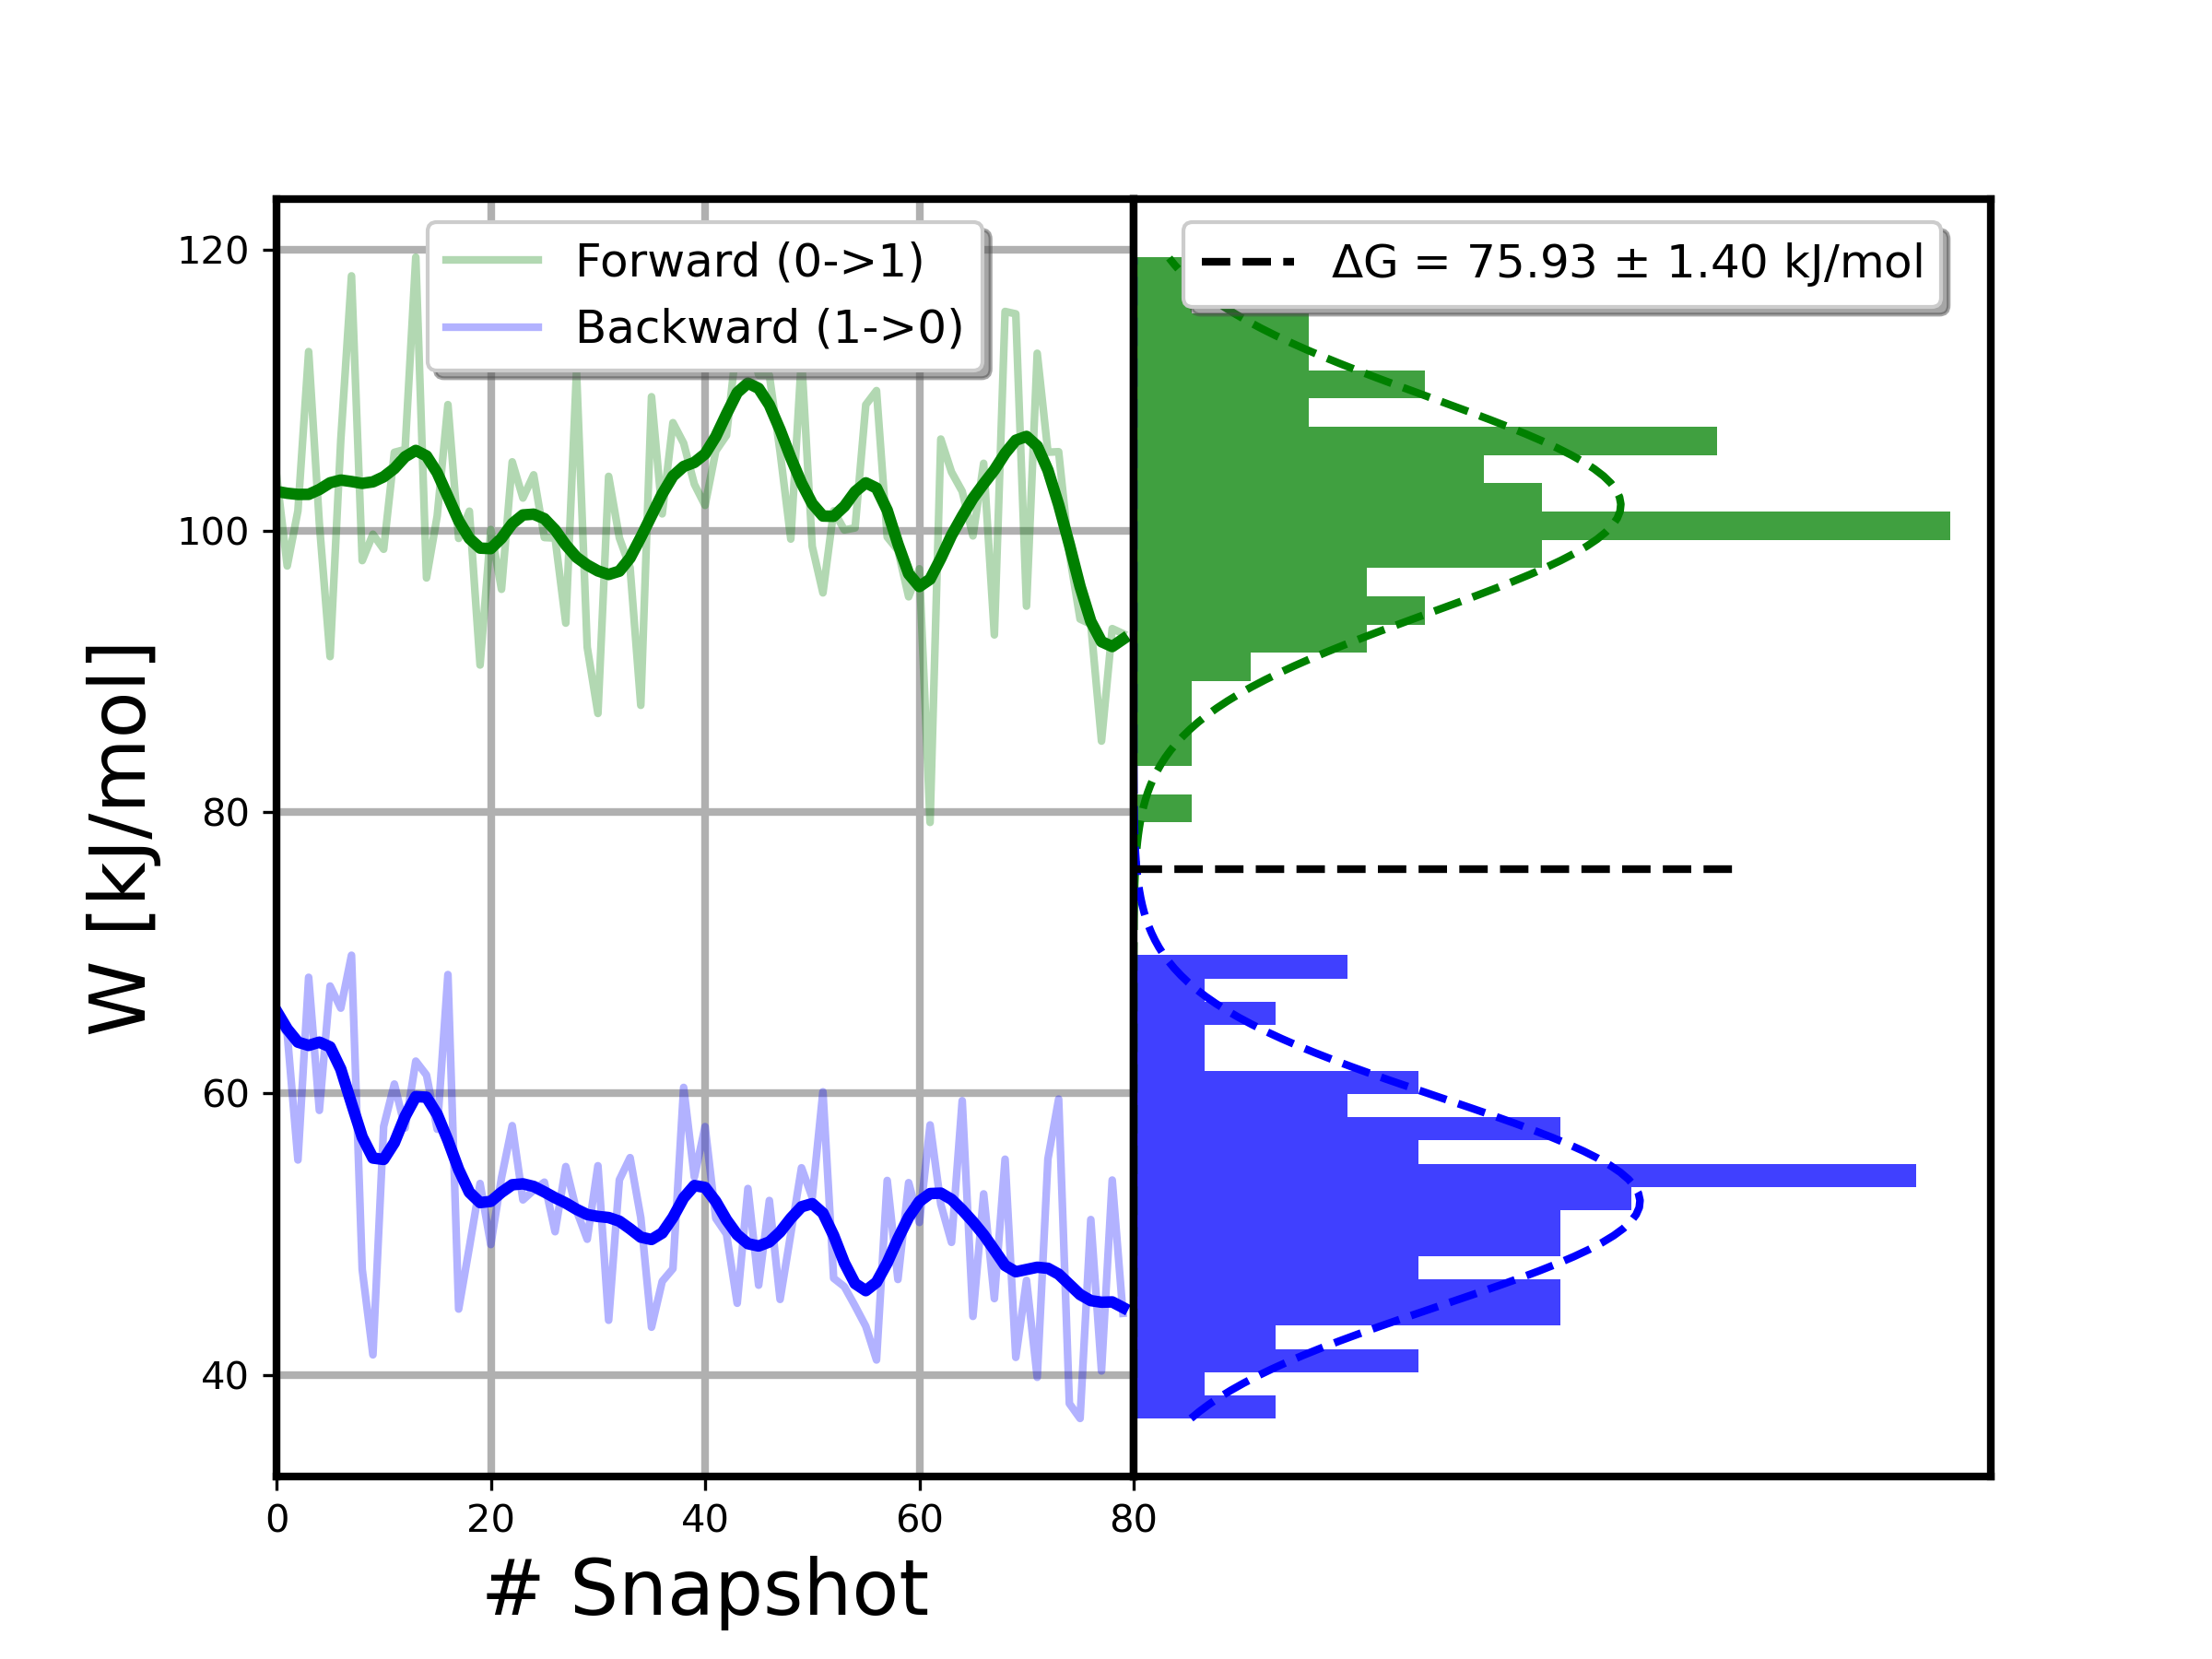 Forward (0->1)
Backward (1->0)
ΔG = 75.93 ± 1.40 kJ/mol
120
100
80
60
40
W [kJ/mol]
0 20 40 60 80
# Snapshot